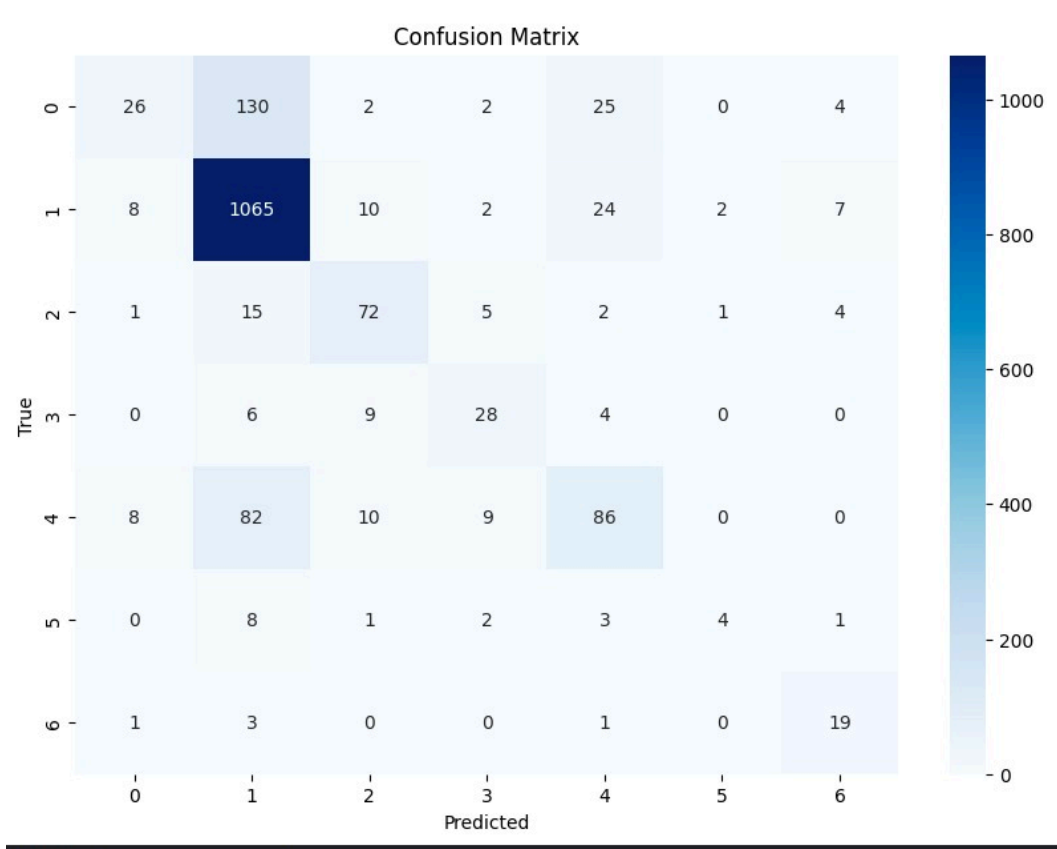 Confusion Matrix
0 26 130 2 2 25 0 4
1 8 1065 10 2 24 2 7
2 1 15 72 5 2 1 4
3 0 6 9 28 4 0 0
4 8 82 10 9 86 0 0
5 0 8 1 2 3 4 1
6 1 3 0 0 1 0 19
0 1 2 3 4 5 6
Predicted
True
1000
800
600
400
200
0